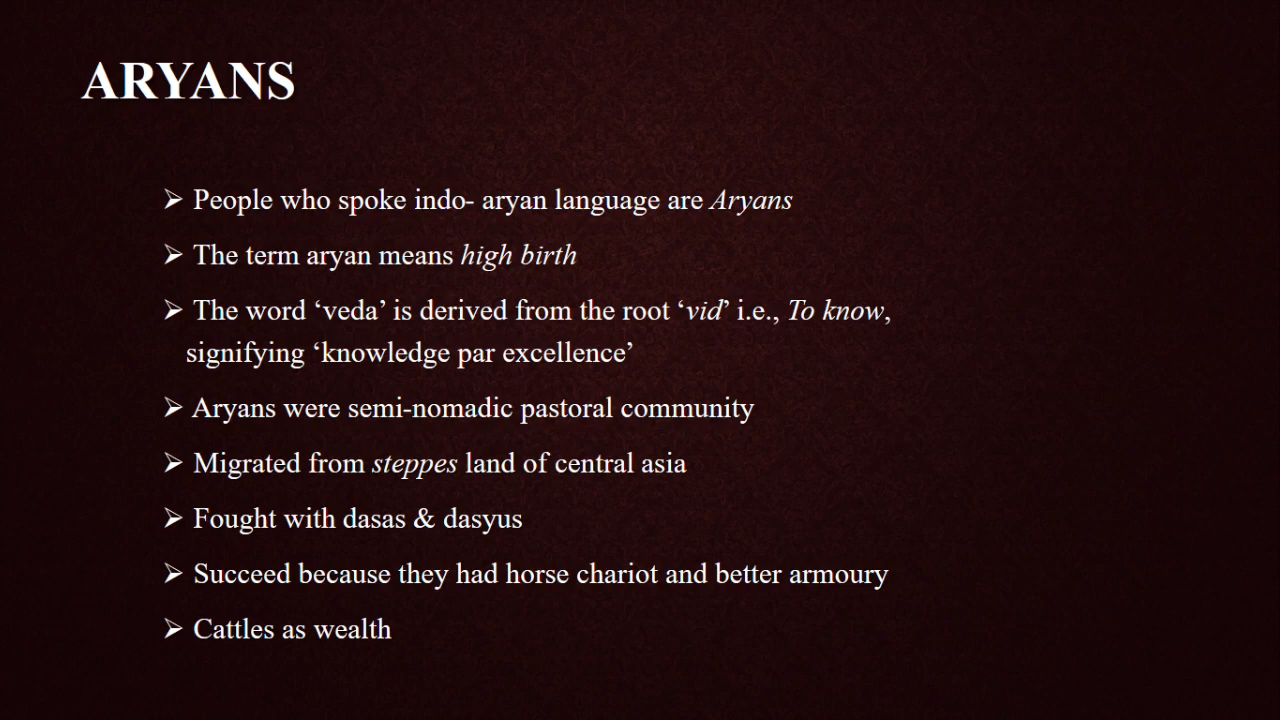 ARYANS
➢ People who spoke indo- aryan language are Aryans
➢ The term aryan means high birth
➢ The word ‘veda’ is derived from the root ‘vid’ i.e., To know,
signifying ‘knowledge par excellence’
➢ Aryans were semi-nomadic pastoral community
➢ Migrated from steppes land of central asia
➢ Fought with dasas & dasyus
➢ Succeed because they had horse chariot and better armoury
➢ Cattles as wealth